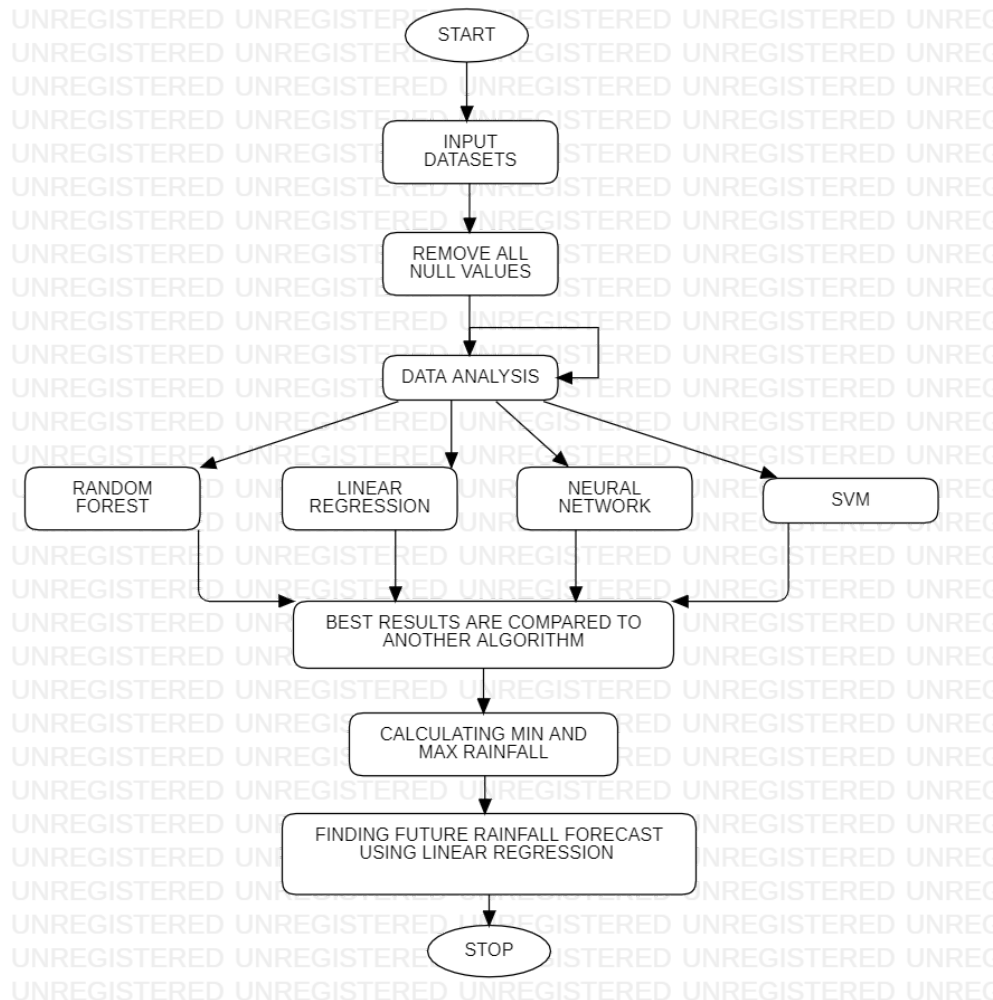 START
INPUT
DATASETS
REMOVE ALL
NULL VALUES
DATA ANALYSIS
RANDOM
FOREST
LINEAR
REGRESSION
NEURAL
NETWORK
SVM
BEST RESULTS ARE COMPARED TO
ANOTHER ALGORITHM
CALCULATING MIN AND
MAX RAINFALL
FINDING FUTURE RAINFALL FORECAST
USING LINEAR REGRESSION
STOP
UNREGISTERED